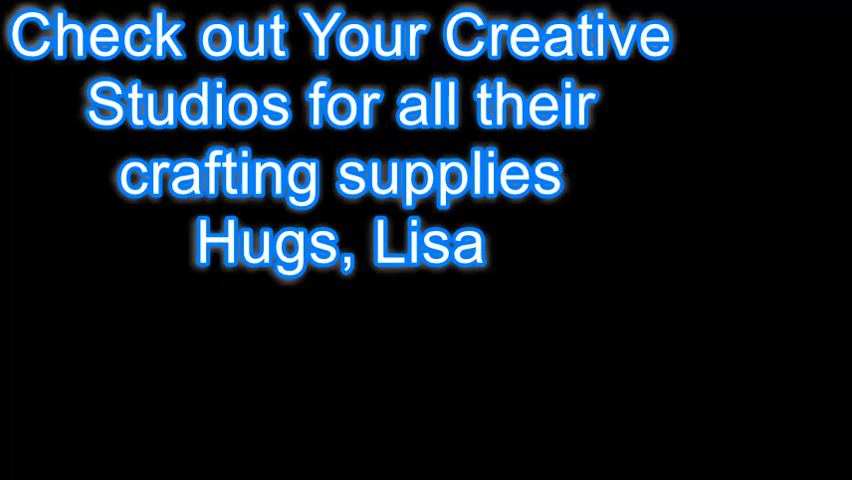 Check out Your Creative
Studios for all their
crafting supplies
Hugs, Lisa